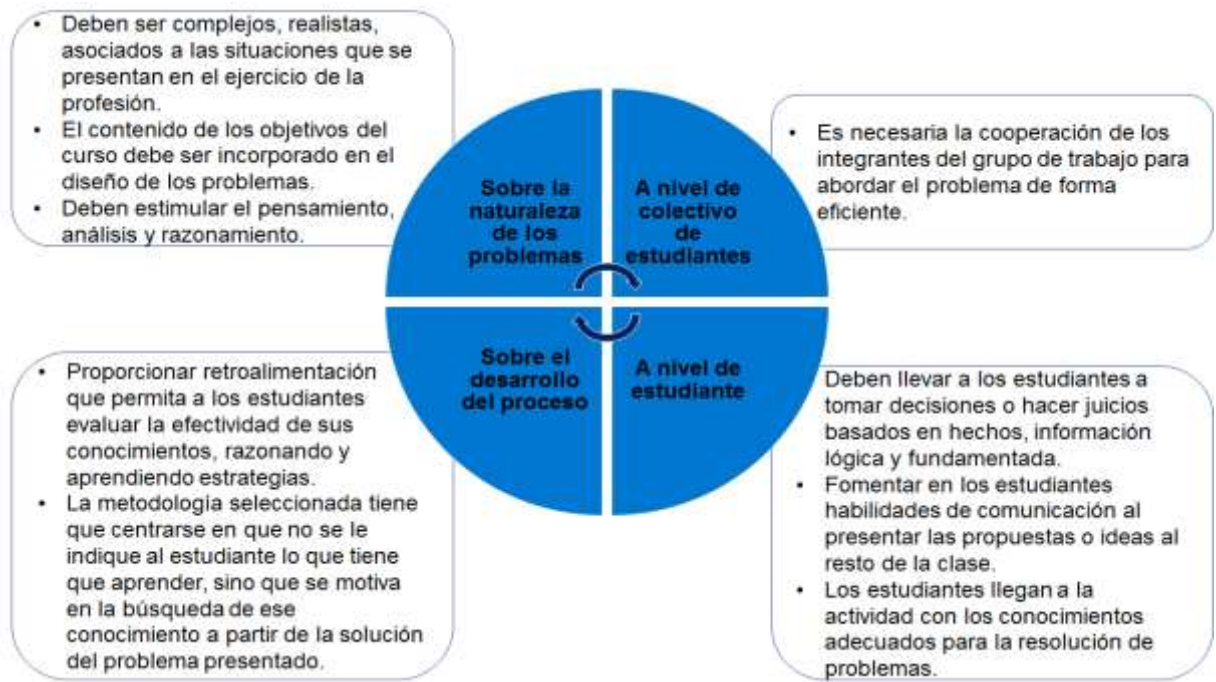 • Deben ser complejos, realistas,
asociados a las situaciones que se
presentan en el ejercicio de la
profesión.
• El contenido de los objetivos del
curso debe ser incorporado en el
diseño de los problemas.
• Deben estimular el pensamiento,
análisis y razonamiento.
Sobre la
naturaleza
de los
problemas
A nivel de
colectivo
de
estudiantes
• Es necesaria la cooperación de los
integrantes del grupo de trabajo para
abordar el problema de forma
eficiente.
• Proporcionar retroalimentación
que permita a los estudiantes
evaluar la efectividad de sus
conocimientos, razonando y
aprendiendo estrategias.
• La metodología seleccionada tiene
que centrarse en que no se le
indique al estudiante lo que tiene
que aprender, sino que se motiva
en la búsqueda de ese
conocimiento a partir de la solución
del problema presentado.
Sobre el
desarrollo
del proceso
A nivel de
estudiante
Deben llevar a los estudiantes a
tomar decisiones o hacer juicios
basados en hechos, información
lógica y fundamentada.
• Fomentar en los estudiantes
habilidades de comunicación al
presentar las propuestas o ideas al
resto de la clase.
• Los estudiantes llegan a la
actividad con los conocimientos
adecuados para la resolución de
problemas.